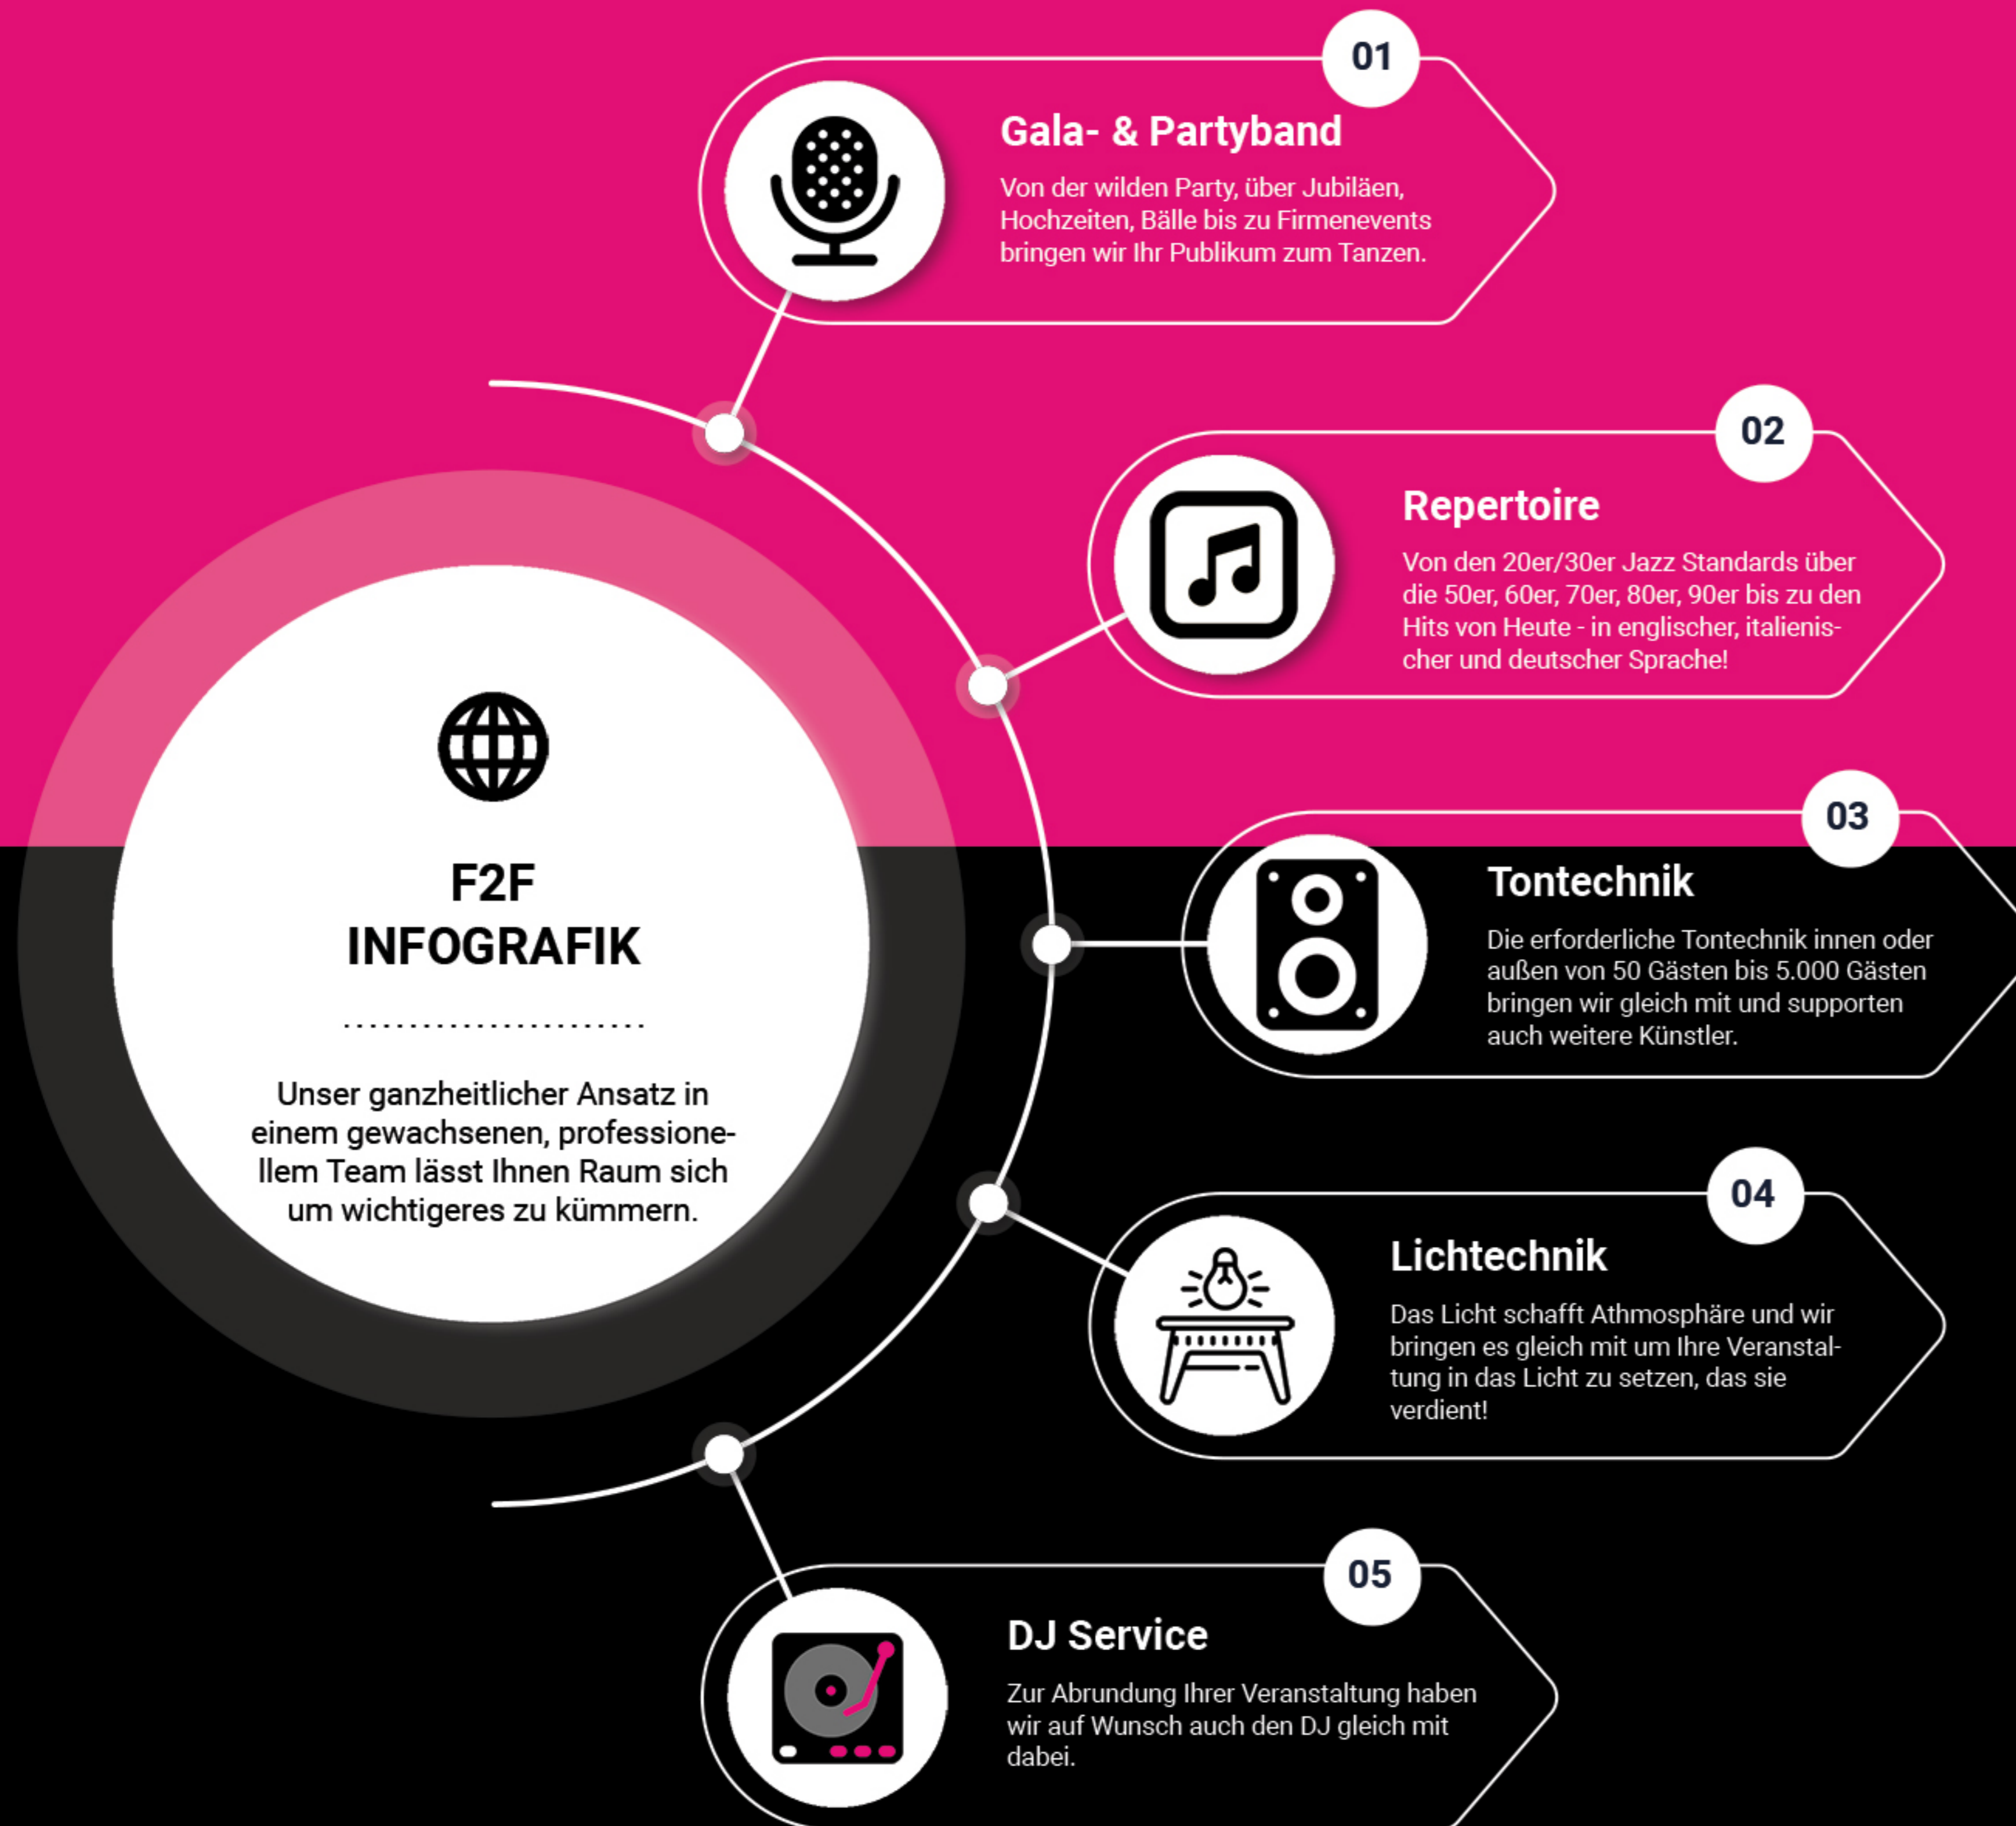 F2F
INFOGRAFIK
Unser ganzheitlicher Ansatz in
einem gewachsenen, professione-
llem Team lässt Ihnen Raum sich
um wichtigeres zu kümmern.
01
Gala- & Partyband
Von der wilden Party, über Jubiläen,
Hochzeiten, Bälle bis zu Firmenevents
bringen wir Ihr Publikum zum Tanzen.
02
Repertoire
Von den 20er/30er Jazz Standards über
die 50er, 60er, 70er, 80er, 90er bis zu den
Hits von Heute - in englischer, italienis-
cher und deutscher Sprache!
03
Tontechnik
Die erforderliche Tontechnik innen oder
außen von 50 Gästen bis 5.000 Gästen
bringen wir gleich mit und supporten
auch weitere Künstler.
04
Lichtechnik
Das Licht schafft Athmosphäre und wir
bringen es gleich mit um Ihre Veranstal-
tung in das Licht zu setzen, das sie
verdient!
05
DJ Service
Zur Abrundung Ihrer Veranstaltung haben
wir auf Wunsch auch den DJ gleich mit
dabei.